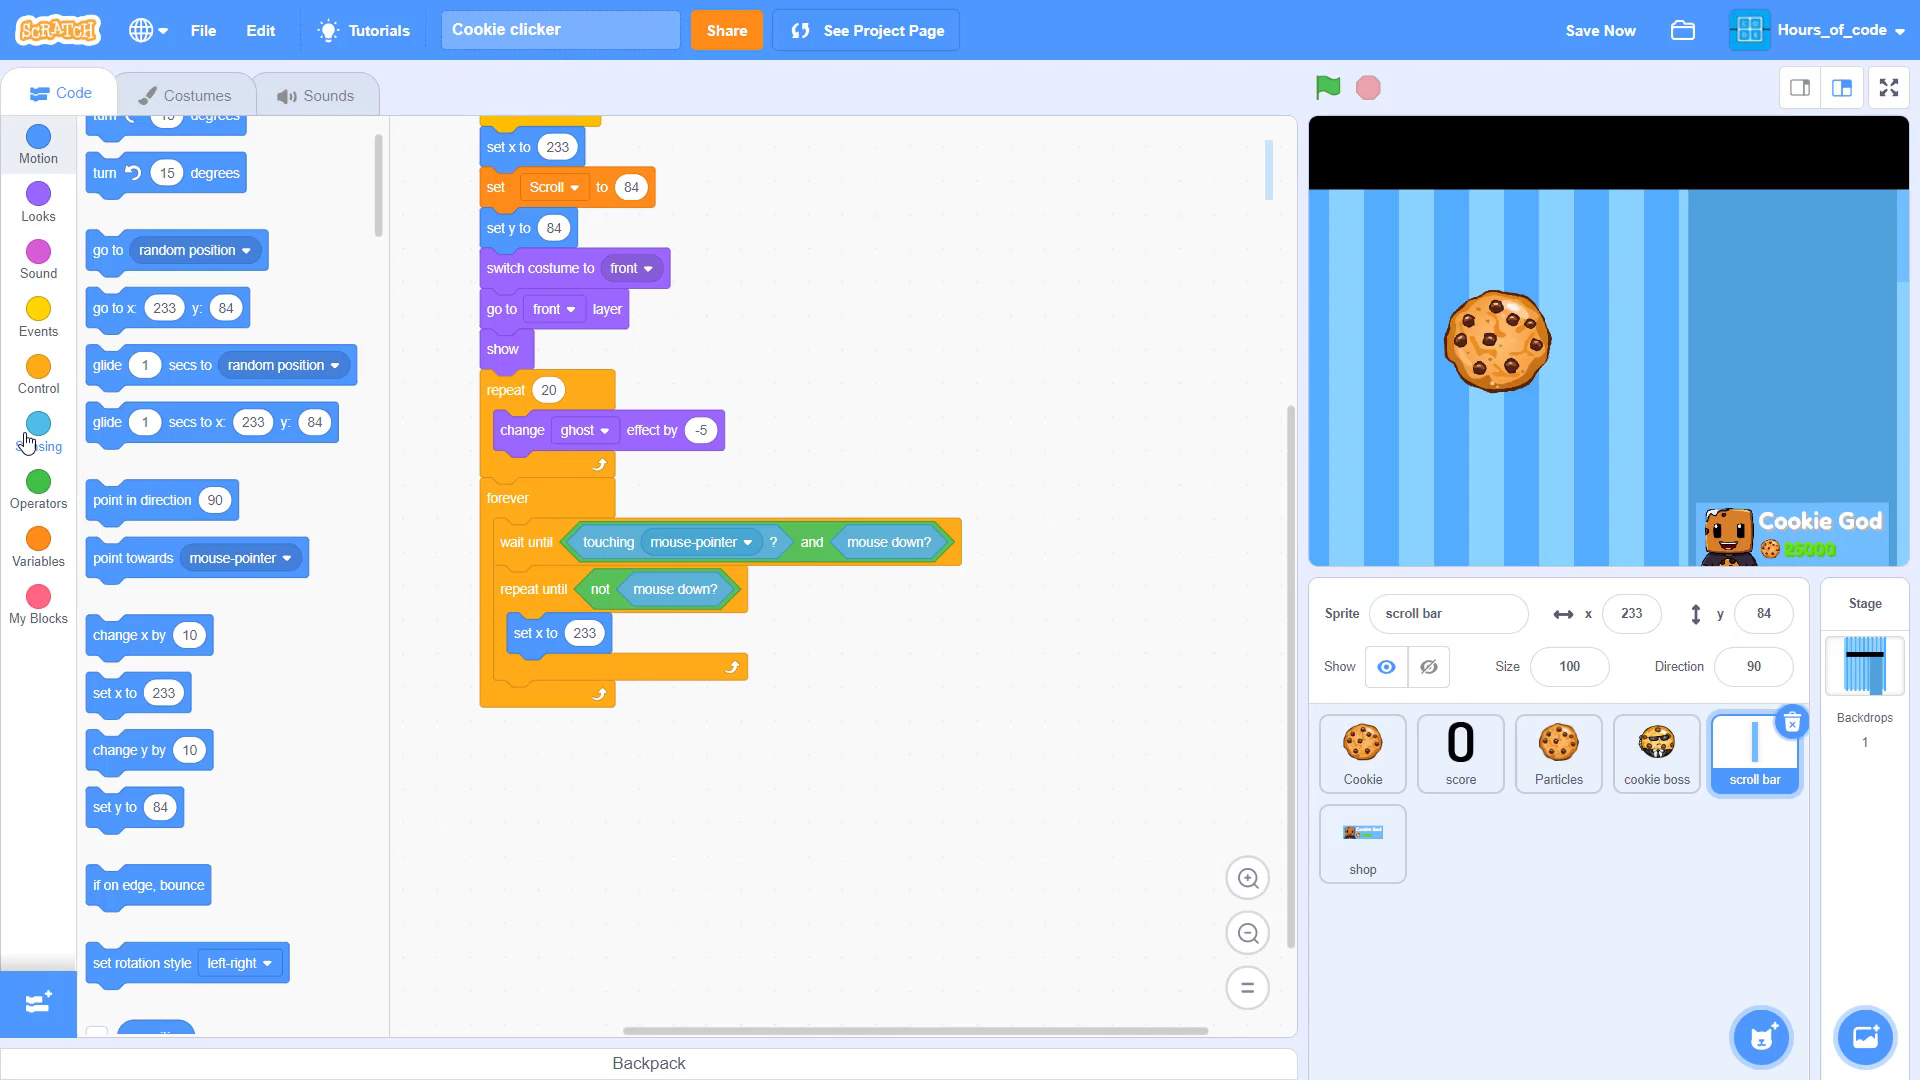 SCRATCH
File
Edit
Tutorials
Cookie clicker
Share
See Project Page
Save Now
Hours_of_code
Code
Costumes
Sounds
Motion
Looks
Sound
Events
Control
Sensing
Operators
Variables
My Blocks
turn 15 degrees
turn 15 degrees
go to random position
go to x: 233 y: 84
glide 1 secs to random position
glide 1 secs to x: 233 y: 84
point in direction 90
point towards mouse-pointer
change x by 10
set x to 233
change y by 10
set y to 84
if on edge, bounce
set rotation style left-right
set x to 233
set Scroll to 84
set y to 84
switch costume to front
go to front layer
show
repeat 20
change ghost effect by -5
forever
wait until touching mouse-pointer ? and mouse down?
repeat until not mouse down?
set x to 233
Backpack
Cookie God
25000
Sprite scroll bar x 233 y 84
Show Size 100 Direction 90
Cookie
0
score
Particles
cookie boss
scroll bar
shop
Stage
Backdrops
1